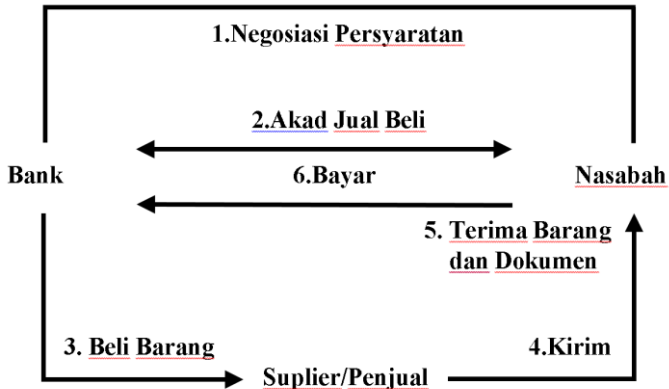 1.Negosiasi Persyaratan
2.Akad Jual Beli
Bank
6.Bayar
Nasabah
5. Terima Barang
dan Dokumen
3. Beli Barang
4.Kirim
Suplier/Penjual